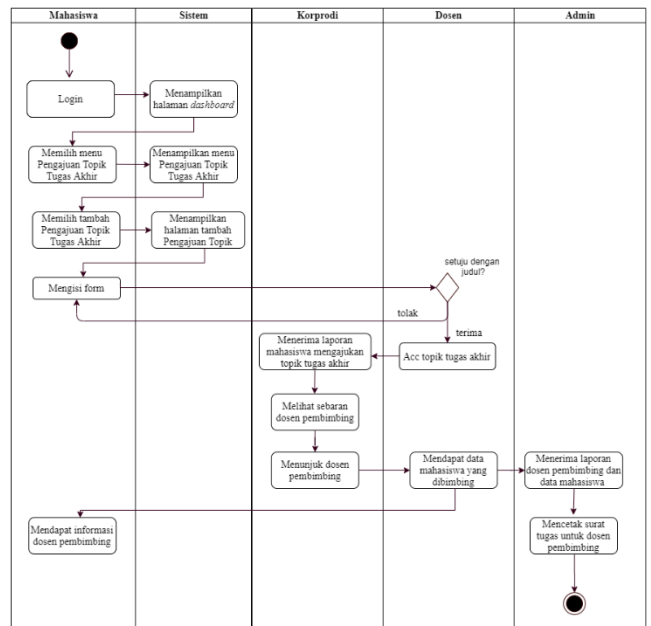 Mahasiswa
Sistem
Korprodi
Dosen
Admin
Login
Menampilkan
halaman dashboard
Memilih menu
Pengajuan Topik
Tugas Akhir
Menampilkan menu
Pengajuan Topik
Tugas Akhir
Memilih tambah
Pengajuan Topik
Tugas Akhir
Menampilkan
halaman tambah
Pengajuan Topik
Mengisi form
setuju dengan
judul?
tolak
terima
Acc topik tugas akhir
Menerima laporan
mahasiswa mengajukan
topik tugas akhir
Melihat sebaran
dosen pembimbing
Menunjuk dosen
pembimbing
Mendapat data
mahasiswa yang
dibimbing
Menerima laporan
dosen pembimbing dan
data mahasiswa
Mendapat informasi
dosen pembimbing
Mencetak surat
tugas untuk dosen
pembimbing